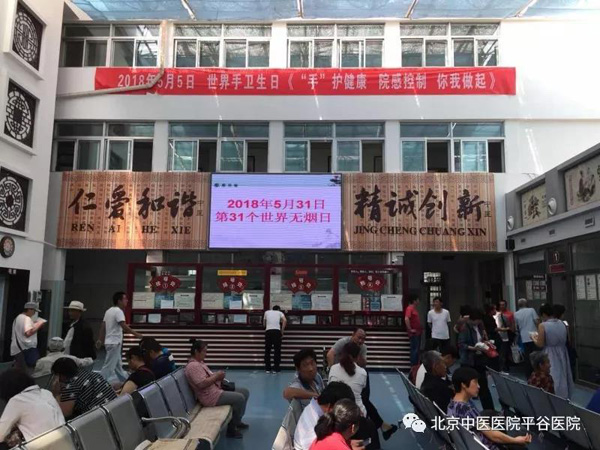 2018年5月5日 世界手卫生日《“手”护健康 院感控制 你我做起》
仁爱和谐
REN AI HE XIE
2018年5月31日
第31个世界无烟日
精诚创新
JING CHENG CHUANG XIN
北京中医医院平谷医院